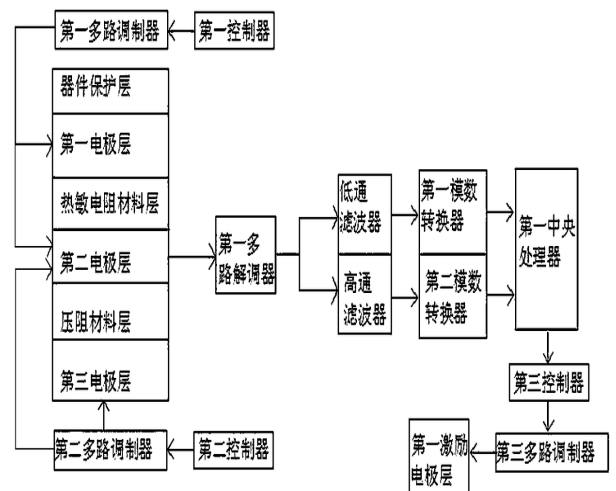 第一多路调制器
第一控制器
器件保护层
第一电极层
热敏电阻材料层
第二电极层
压阻材料层
第三电极层
第二多路调制器
第二控制器
第一多
路解调器
低通
滤波器
高通
滤波器
第一模数
转换器
第二模数
转换器
第一中央
处理器
第三控制器
第三多路调制器
第一激励
电极层